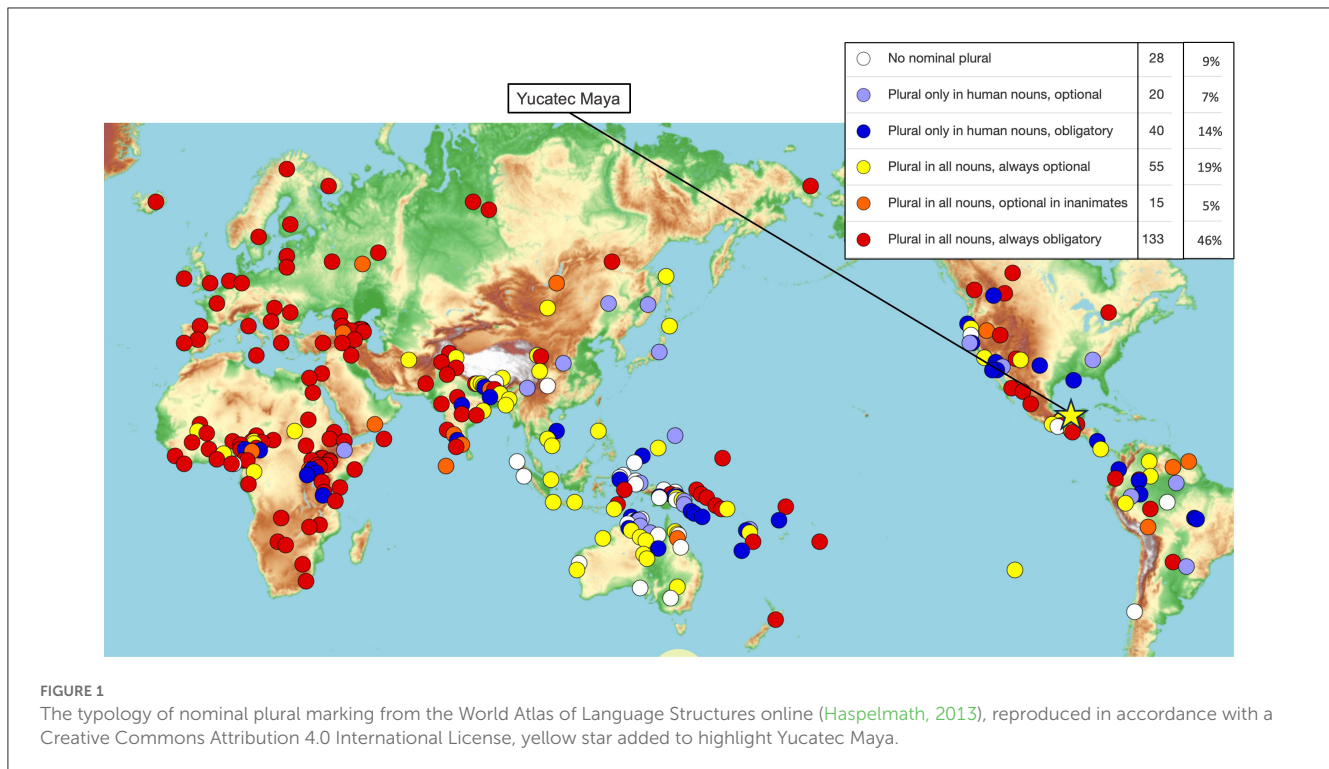 Yucatec Maya
No nominal plural 28 9%
Plural only in human nouns, optional 20 7%
Plural only in human nouns, obligatory 40 14%
Plural in all nouns, always optional 55 19%
Plural in all nouns, optional in inanimates 15 5%
Plural in all nouns, always obligatory 133 46%
FIGURE 1
The typology of nominal plural marking from the World Atlas of Language Structures online (Haspelmath, 2013), reproduced in accordance with a
Creative Commons Attribution 4.0 International License, yellow star added to highlight Yucatec Maya.